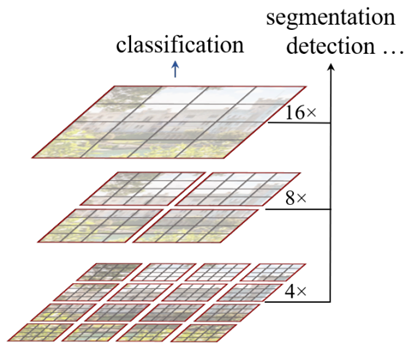 segmentation
classification
detection ...
16×
8×
4×